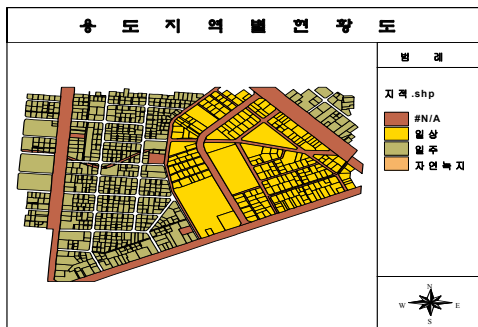 용 도 지 역 별 현 황 도
범 례
지적.shp
#N/A
일상
일주
자연녹지
N
W E
S